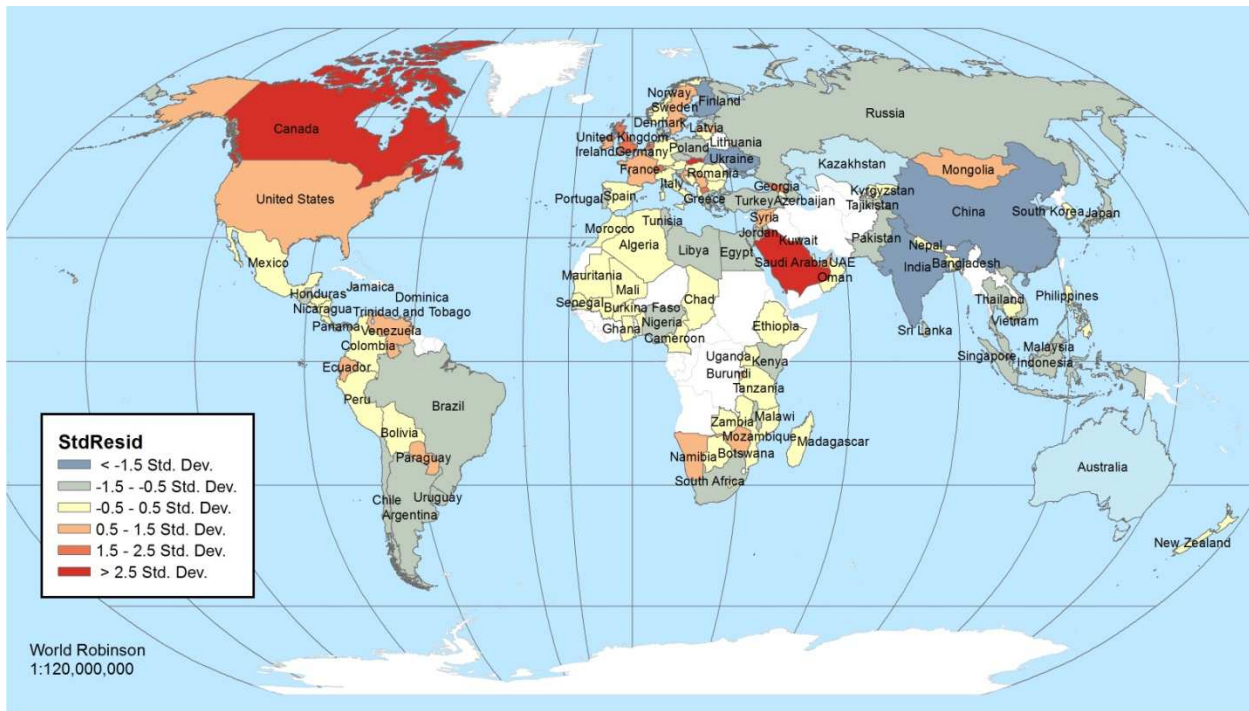 Norway
Sweden
Finland
Denmark
Latvia
Russia
Canada
United Kingdom
Lithuania
Ireland
Germany
Poland
Ukraine
Kazakhstan
France
Romania
Mongolia
Italy
Georgia
Kyrgyzstan
United States
Portugal
Spain
Greece
Turkey
Azerbaijan
Tajikistan
China
South Korea
Japan
Tunisia
Syria
Morocco
Jordan
Kuwait
Pakistan
Algeria
Libya
Egypt
Nepal
Mexico
Saudi Arabia
UAE
India
Bangladesh
Mauritania
Oman
Jamaica
Mali
Honduras
Dominica
Senegal
Burkina Faso
Chad
Thailand
Philippines
Nicaragua
Trinidad and Tobago
Ghana
Nigeria
Ethiopia
Vietnam
Panama
Venezuela
Cameroon
Sri Lanka
Colombia
Uganda
Kenya
Malaysia
Singapore
Indonesia
Ecuador
Burundi
Tanzania
Peru
Brazil
Malawi
Zambia
Bolivia
Mozambique
Madagascar
Paraguay
Namibia
Botswana
Australia
South Africa
Chile
Uruguay
Argentina
New Zealand
StdResid
< -1.5 Std. Dev.
-1.5 - -0.5 Std. Dev.
-0.5 - 0.5 Std. Dev.
0.5 - 1.5 Std. Dev.
1.5 - 2.5 Std. Dev.
> 2.5 Std. Dev.
World Robinson
1:120,000,000